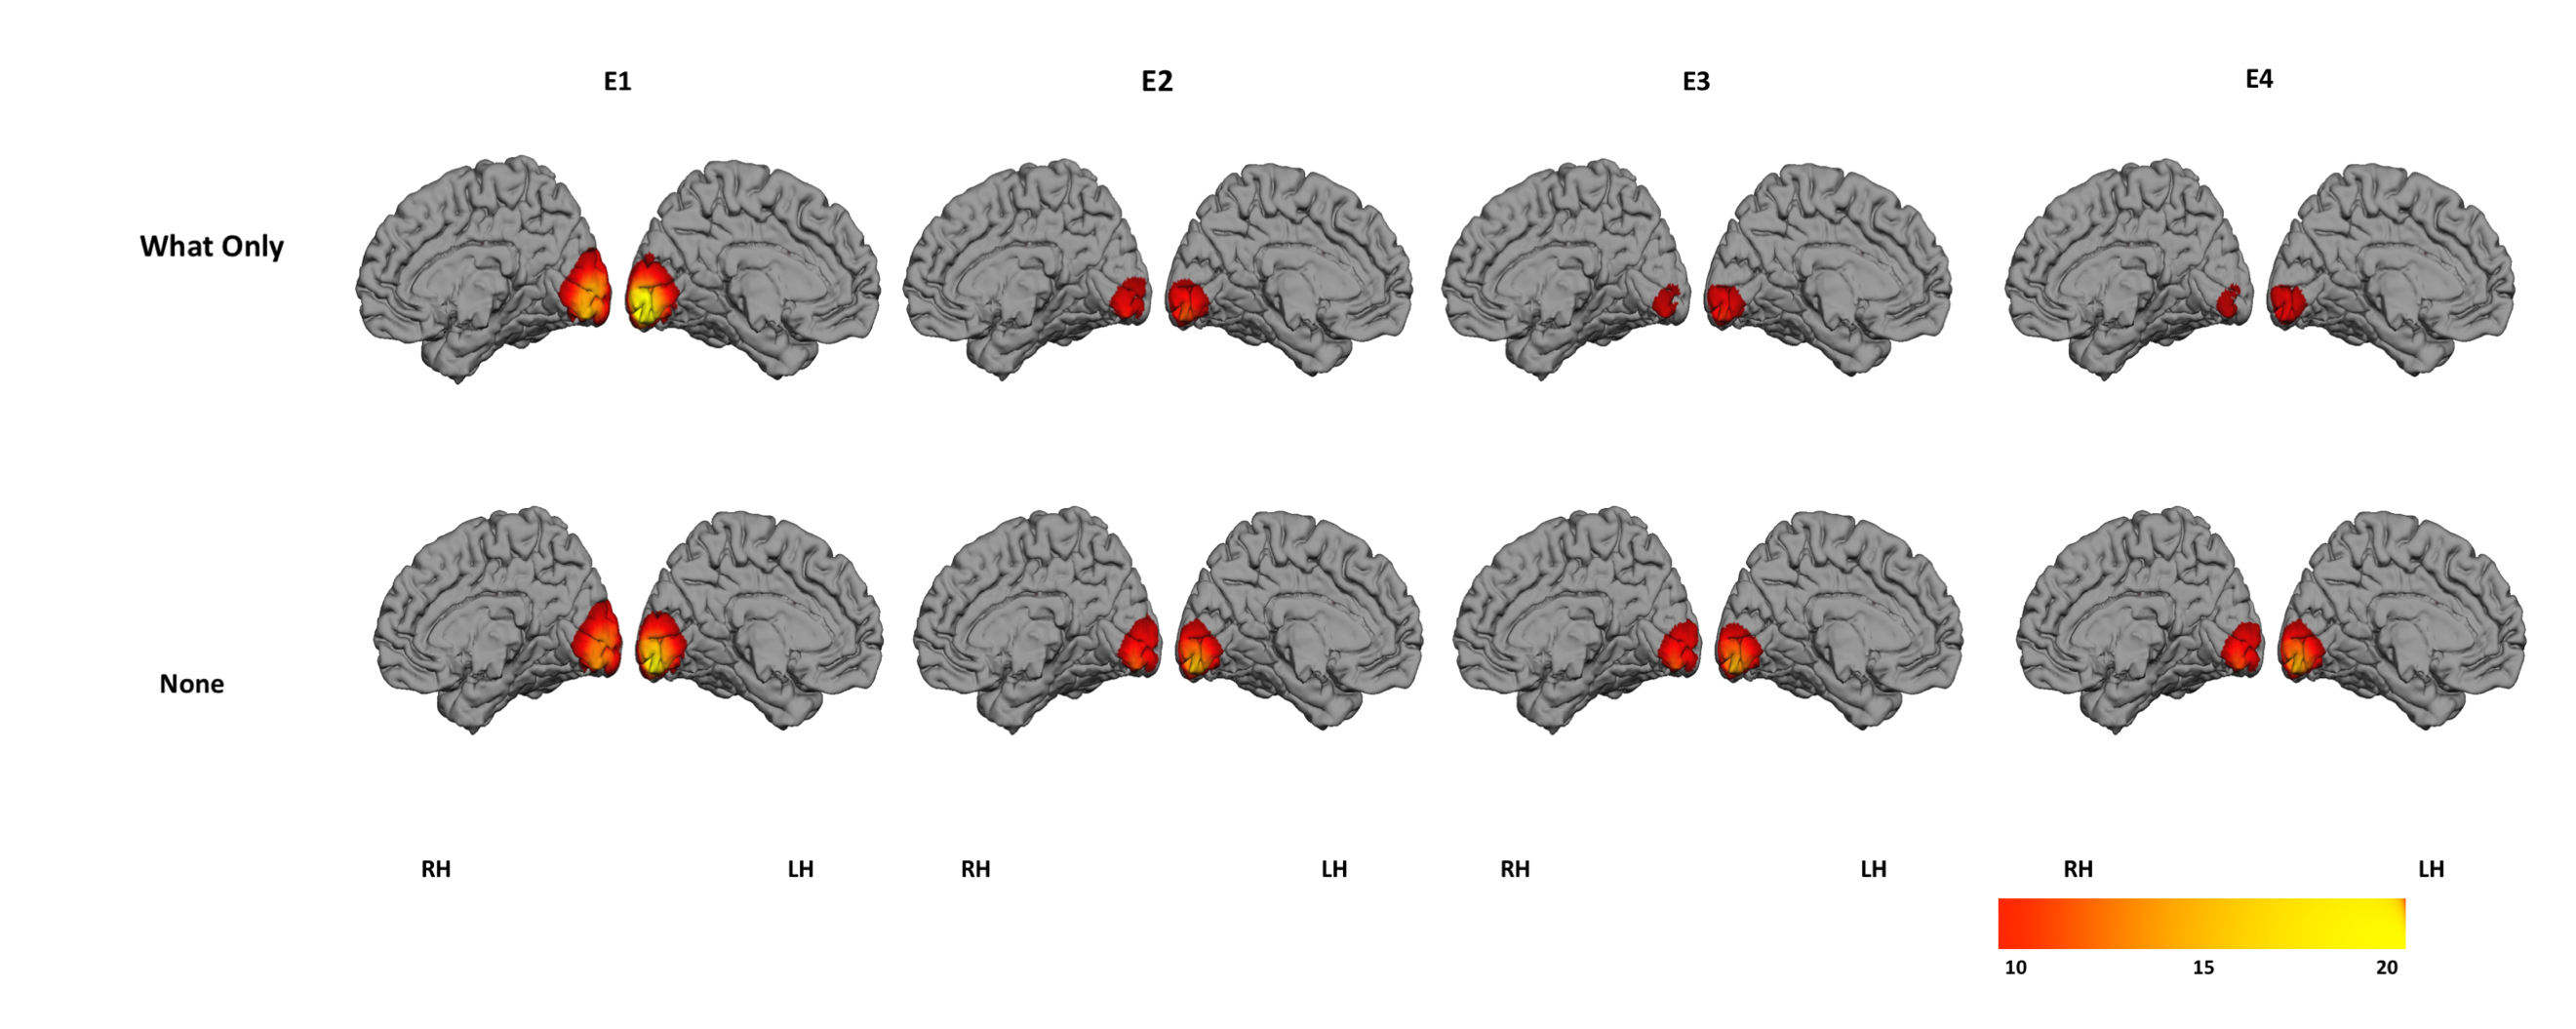 E1 E2 E3 E4
What Only
None
RH LH RH LH RH LH RH LH
10 15 20